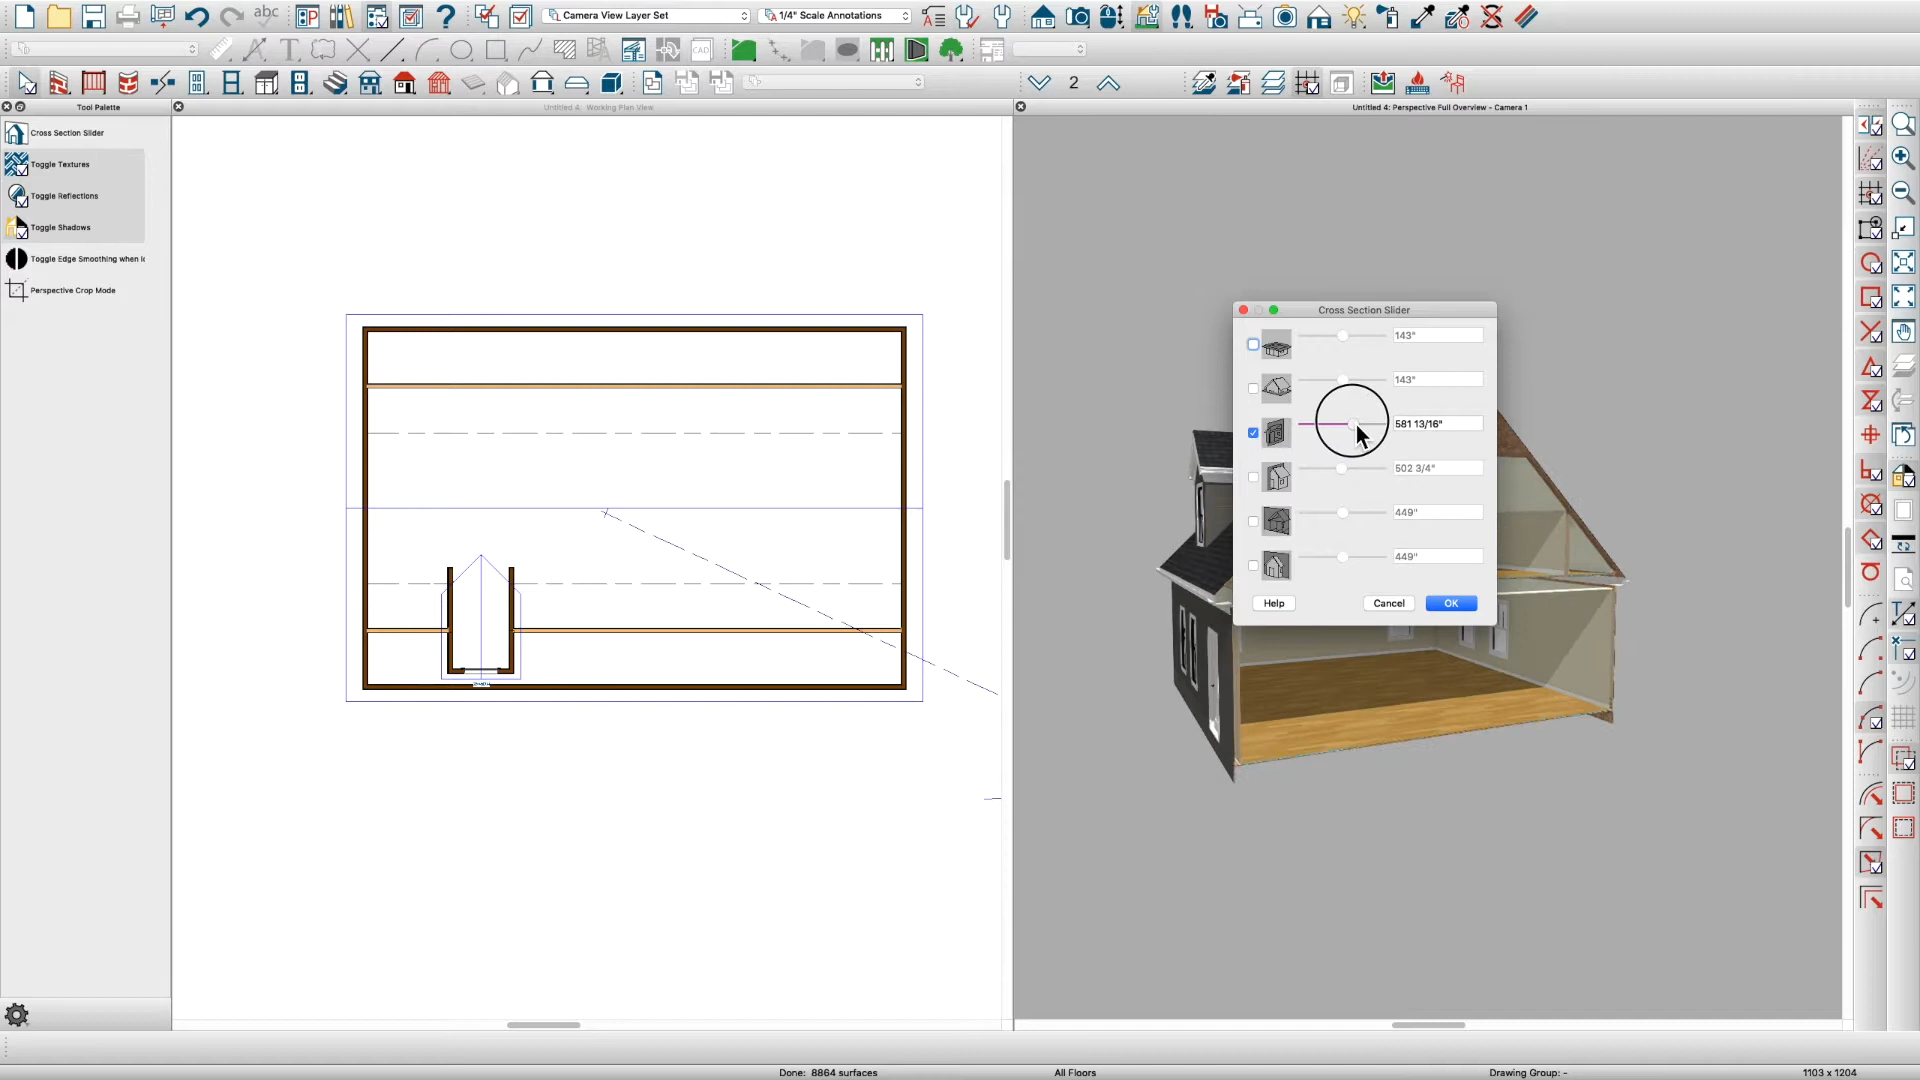 abc
Camera View Layer Set
1/4" Scale Annotations
CAD
2
Tool Palette
Untitled 4: Working Plan View
Untitled 4: Perspective Full Overview - Camera 1
Cross Section Slider
Toggle Textures
Toggle Reflections
Toggle Shadows
Toggle Edge Smoothing when Id
Perspective Crop Mode
Cross Section Slider
143"
143"
581 13/16"
502 3/4"
449"
449"
Help
Cancel
OK
Done: 8864 surfaces
All Floors
Drawing Group: -
1103 x 1204